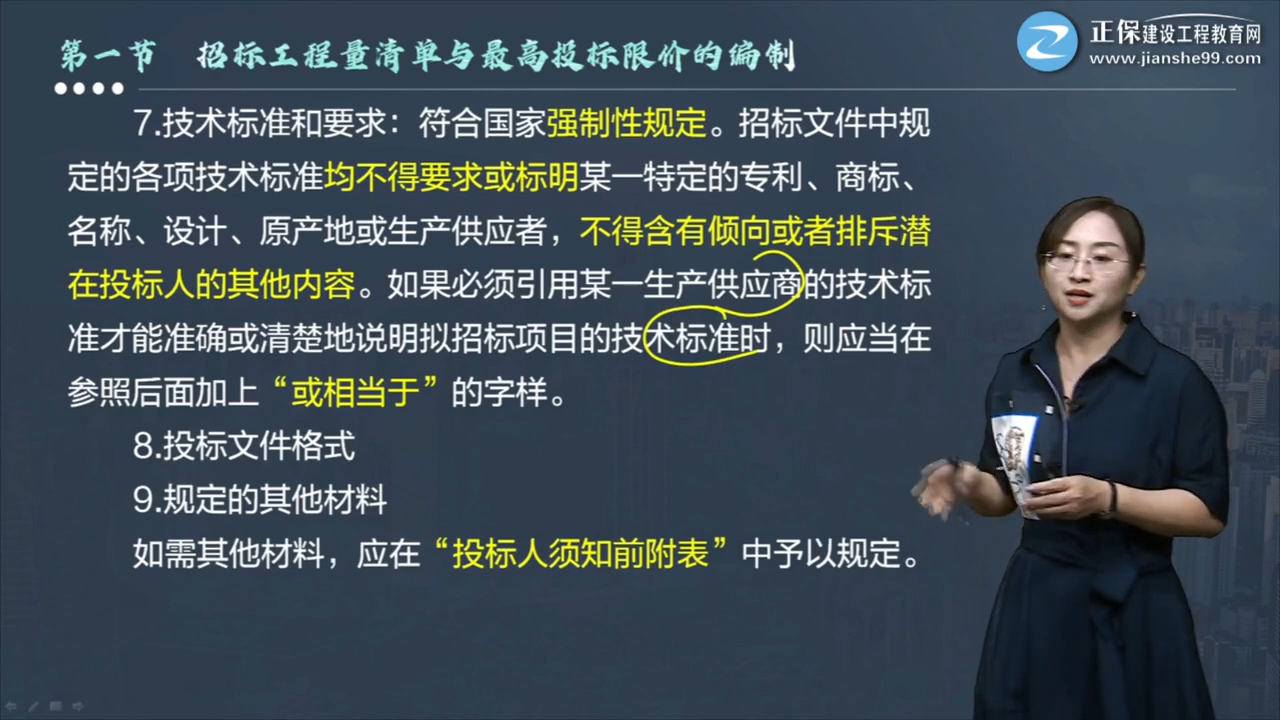 第一节 招标工程量清单与最高投标限价的编制
正保建设工程教育网
www.jianshe99.com
7.技术标准和要求：符合国家强制性规定。招标文件中规
定的各项技术标准均不得要求或标明某一特定的专利、商标、
名称、设计、原产地或生产供应者，不得含有倾向或者排斥潜
在投标人的其他内容。如果必须引用某一生产供应商的技术标
准才能准确或清楚地说明拟招标项目的技术标准时，则应当在
参照后面加上“或相当于”的字样。
8.投标文件格式
9.规定的其他材料
如需其他材料，应在“投标人须知前附表”中予以规定。